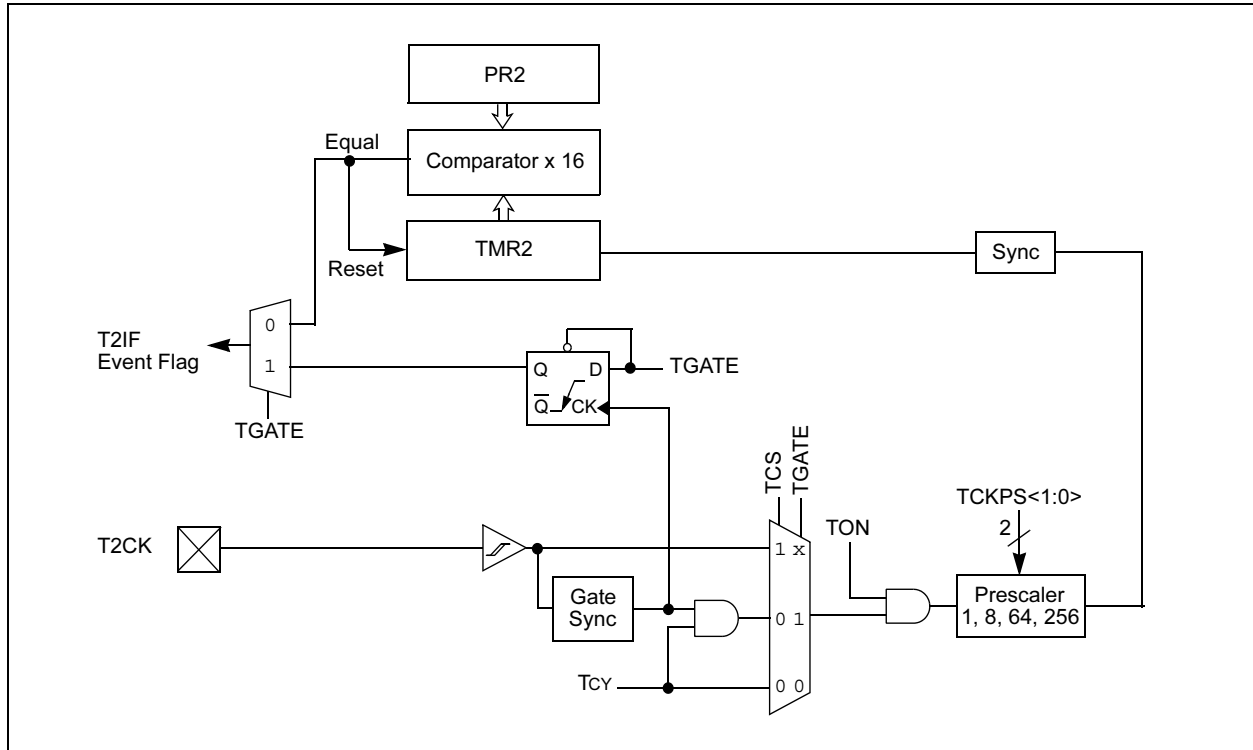 PR2
Equal
Comparator x 16
TMR2
Reset
Sync
T2IF
Event Flag
0
1
TGATE
Q
D
Q̅
CK
TGATE
TCS
TGATE
TCKPS<1:0>
2
TON
T2CK
1 x
Gate
Sync
0 1
Prescaler
1, 8, 64, 256
TCY
0 0